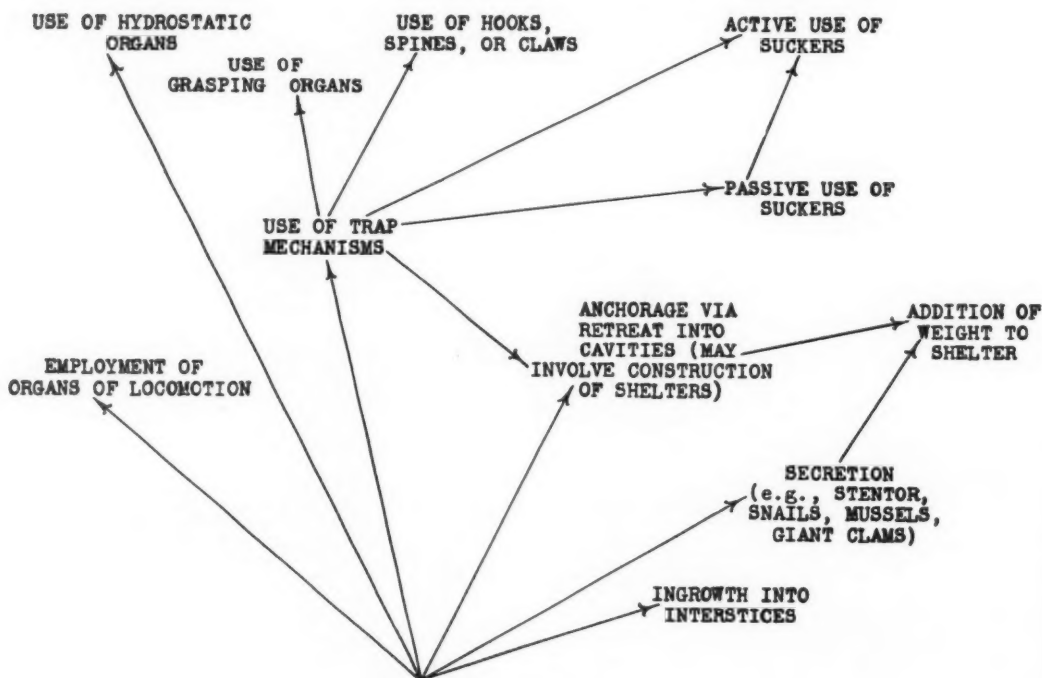 USE OF HYDROSTATIC
ORGANS
USE OF
GRASPING ORGANS
USE OF HOOKS,
SPINES, OR CLAWS
ACTIVE USE OF
SUCKERS
PASSIVE USE OF
SUCKERS
USE OF TRAP
MECHANISMS
ANCHORAGE VIA
RETREAT INTO
CAVITIES (MAY
INVOLVE CONSTRUCTION
OF SHELTERS)
ADDITION OF
WEIGHT TO
SHELTER
EMPLOYMENT OF
ORGANS OF LOCOMOTION
SECRETION
(e.g., STENTOR,
SNAILS, MUSSELS,
GIANT CLAMS)
INGROWTH INTO
INTERSTICES